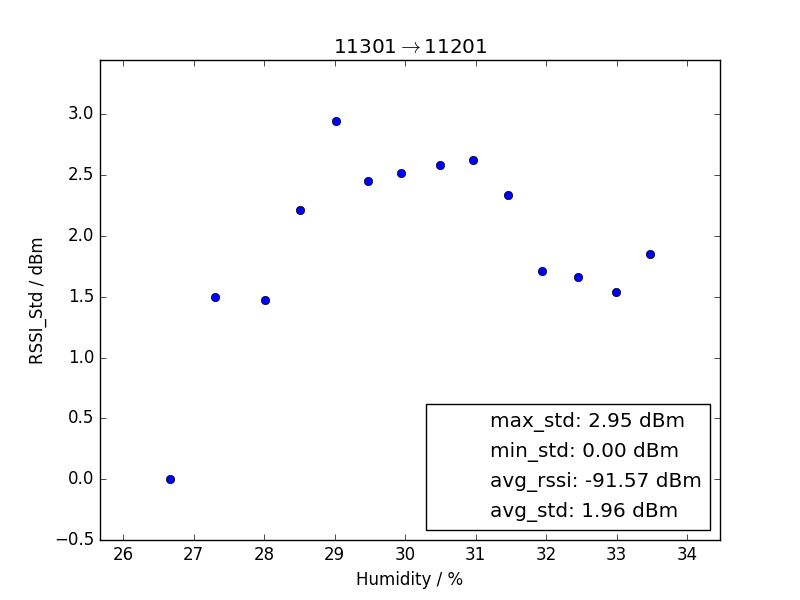 11301→11201
3.0
2.5
2.0
1.5
1.0
0.5
0.0
−0.5
RSSI_Std / dBm
max_std: 2.95 dBm
min_std: 0.00 dBm
avg_rssi: -91.57 dBm
avg_std: 1.96 dBm
26 27 28 29 30 31 32 33 34
Humidity / %